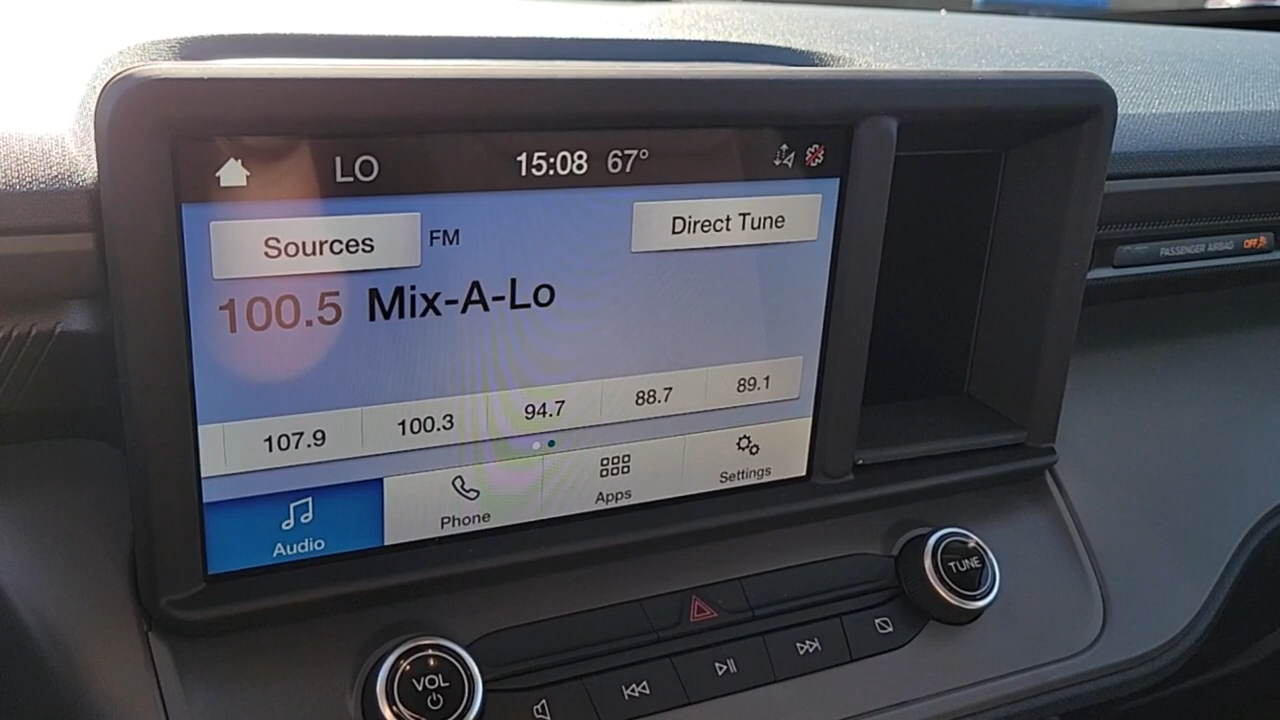 LO 15:08 67°
Sources FM Direct Tune
100.5 Mix-A-Lo
107.9 100.3 94.7 88.7 89.1
Audio Phone Apps Settings
PASSENGER AIRBAG OFF
TUNE
VOL